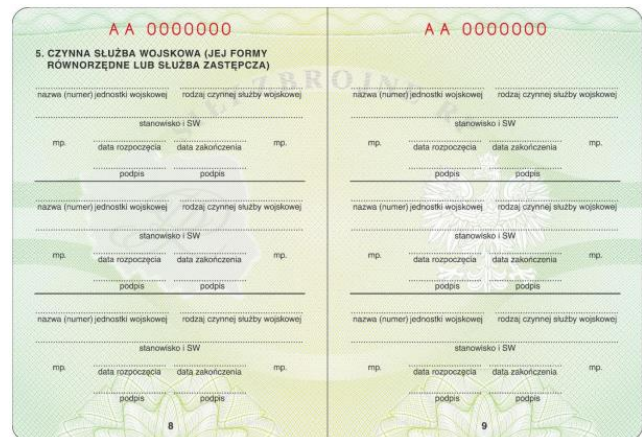 AA 0000000
5. CZYNNA SŁUŻBA WOJSKOWA (JEJ FORMY
RÓWNORZĘDNE LUB SŁUŻBA ZASTĘPCZA)
nazwa (numer) jednostki wojskowej rodzaj czynnej służby wojskowej
stanowisko i SW
mp. data rozpoczęcia data zakończenia mp.
podpis podpis
nazwa (numer) jednostki wojskowej rodzaj czynnej służby wojskowej
stanowisko i SW
mp. data rozpoczęcia data zakończenia mp.
podpis podpis
nazwa (numer) jednostki wojskowej rodzaj czynnej służby wojskowej
stanowisko i SW
mp. data rozpoczęcia data zakończenia mp.
podpis podpis
8
AA 0000000
nazwa (numer) jednostki wojskowej rodzaj czynnej służby wojskowej
stanowisko i SW
mp. data rozpoczęcia data zakończenia mp.
podpis podpis
nazwa (numer) jednostki wojskowej rodzaj czynnej służby wojskowej
stanowisko i SW
mp. data rozpoczęcia data zakończenia mp.
podpis podpis
nazwa (numer) jednostki wojskowej rodzaj czynnej służby wojskowej
stanowisko i SW
mp. data rozpoczęcia data zakończenia mp.
podpis podpis
9